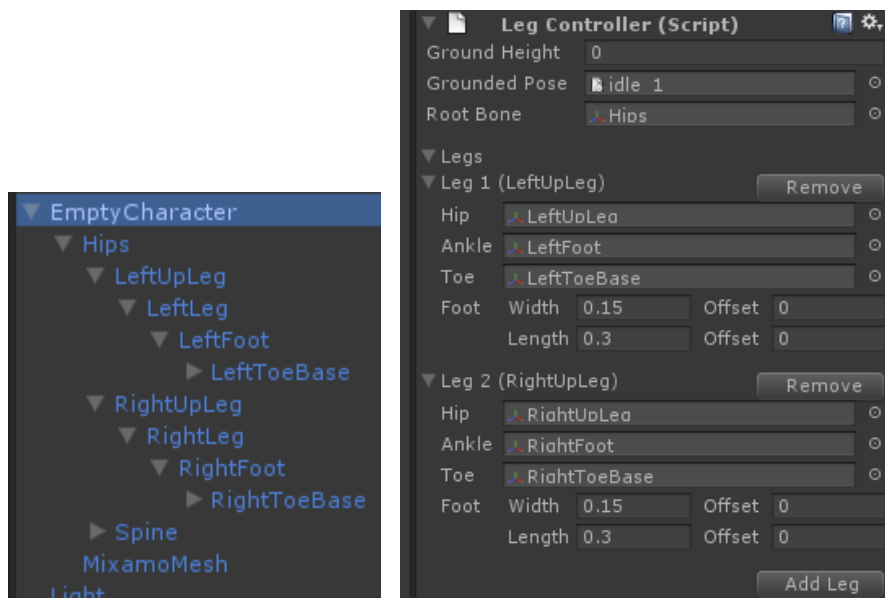 EmptyCharacter
Hips
LeftUpLeg
LeftLeg
LeftFoot
LeftToeBase
RightUpLeg
RightLeg
RightFoot
RightToeBase
Spine
MixamoMesh
Light
Leg Controller (Script)
Ground Height 0
Grounded Pose idle_1
Root Bone Hips
Legs
Leg 1 (LeftUpLeg) Remove
Hip LeftUpLeg
Ankle LeftFoot
Toe LeftToeBase
Foot Width 0.15 Offset 0
Length 0.3 Offset 0
Leg 2 (RightUpLeg) Remove
Hip RightUpLeg
Ankle RightFoot
Toe RightToeBase
Foot Width 0.15 Offset 0
Length 0.3 Offset 0
Add Leg